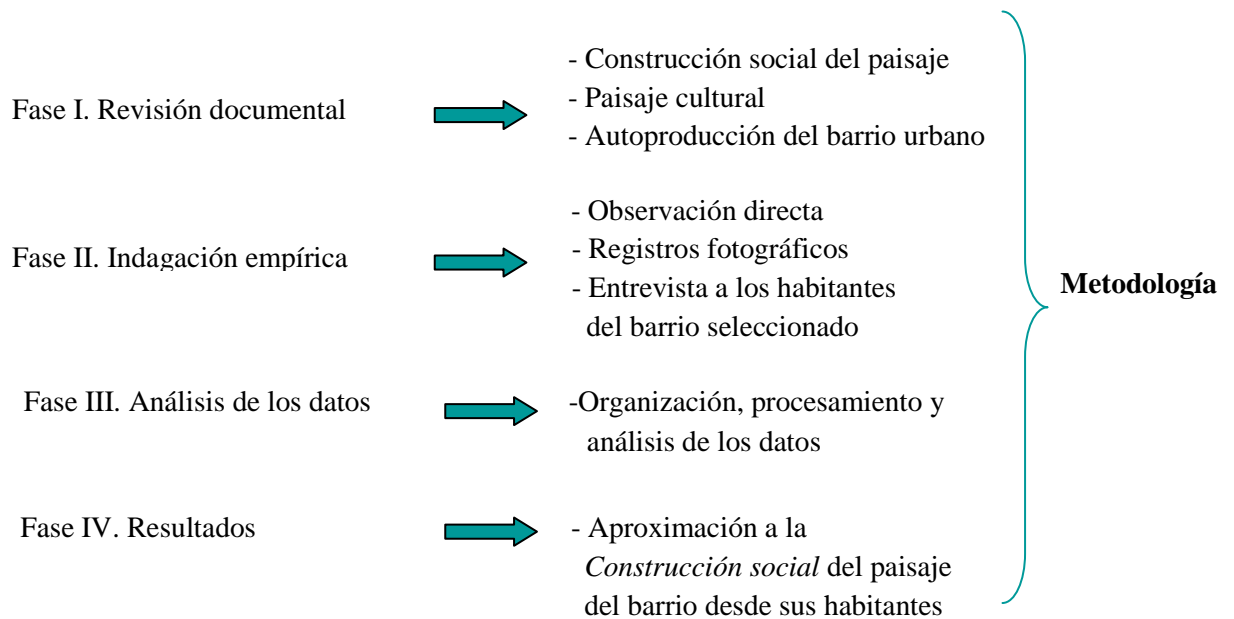 Fase I. Revisión documental
- Construcción social del paisaje
- Paisaje cultural
- Autoproducción del barrio urbano
Fase II. Indagación empírica
- Observación directa
- Registros fotográficos
- Entrevista a los habitantes
del barrio seleccionado
Fase III. Análisis de los datos
-Organización, procesamiento y
análisis de los datos
Fase IV. Resultados
- Aproximación a la
Construcción social del paisaje
del barrio desde sus habitantes
Metodología